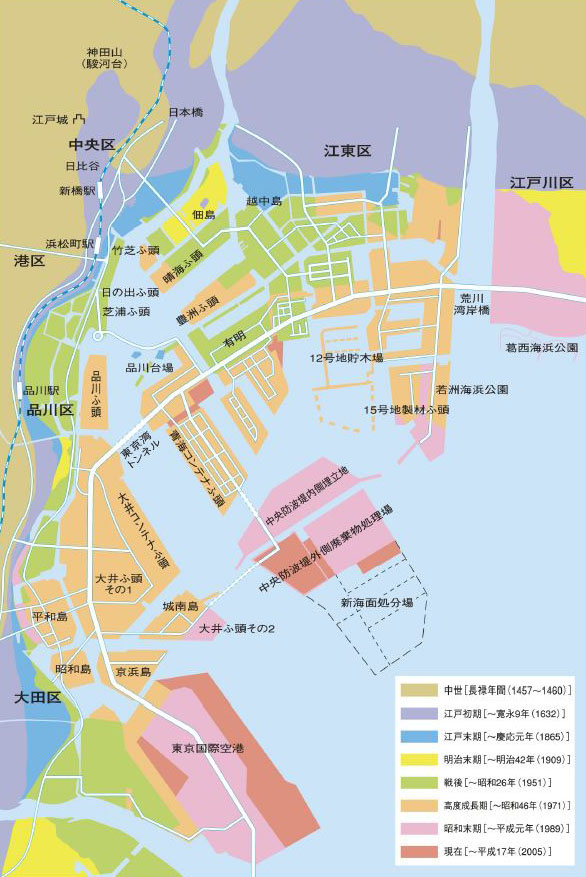 神田山
（駿河台）
江戸城
日本橋
中央区
日比谷
新橋駅
江東区
江戸川区
佃島
越中島
浜松町駅
竹芝ふ頭
港区
晴海ふ頭
日の出ふ頭
芝浦ふ頭
豊洲ふ頭
有明
荒川
湾岸橋
葛西海浜公園
品川台場
12号地貯木場
品川駅
品川ふ頭
品川区
若洲海浜公園
15号地製材ふ頭
東京湾
トンネル
青海コンテナふ頭
大井コンテナふ頭
中央防波堤内側埋立地
中央防波堤外側廃棄物処理場
大井ふ頭
その1
新海面処分場
城南島
平和島
大井ふ頭その2
昭和島
京浜島
大田区
東京国際空港
中世［長禄年間（1457～1460）］
江戸初期［～寛永9年（1632）］
江戸末期［～慶応元年（1865）］
明治末期［～明治42年（1909）］
戦後［～昭和26年（1951）］
高度成長期［～昭和46年（1971）］
昭和末期［～平成元年（1989）］
現在［～平成17年（2005）］